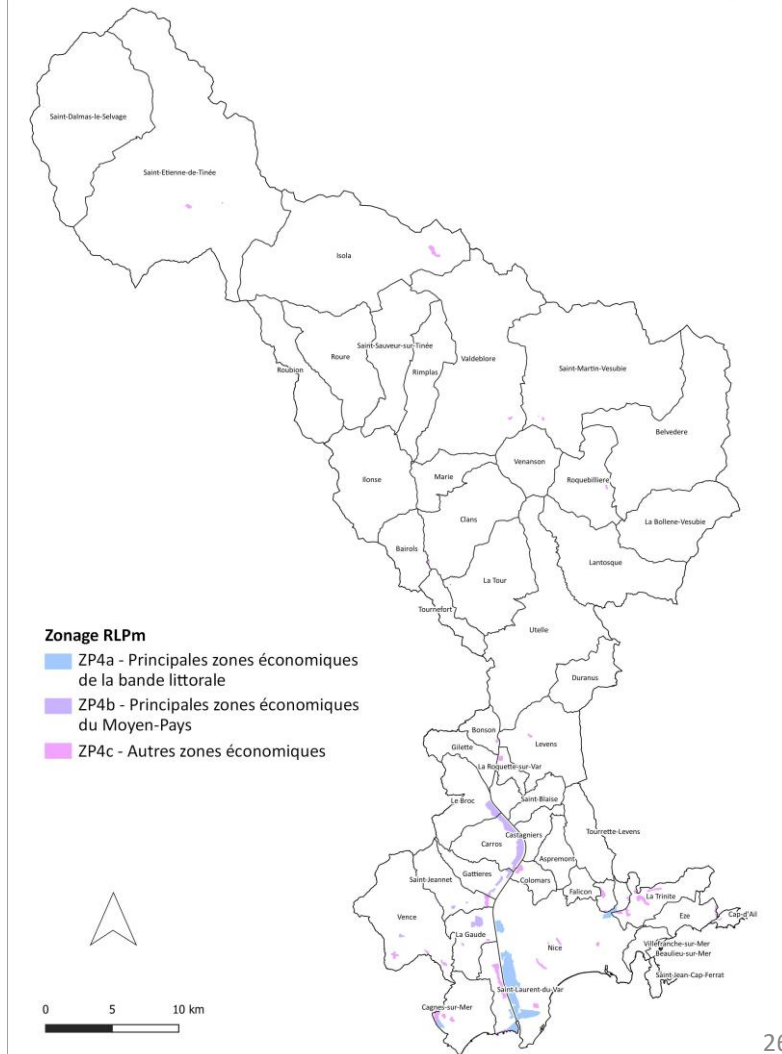 Saint-Dalmas-le-Selvage
Saint-Etienne-de-Tinée
Isola
Saint-Sauveur-sur-Tinée
Roure
Rimplas
Valdeblore
Roubion
Saint-Martin-Vesubie
Belvedere
Venanson
Ilonse
Marie
Roquebilliere
Clans
La Bollene-Vesubie
Bairols
Lantosque
La Tour
Tournefort
Utelle
Zonage RLPm
ZP4a - Principales zones économiques
de la bande littorale
ZP4b - Principales zones économiques
du Moyen-Pays
ZP4c - Autres zones économiques
Duranus
Bonson
Gilette
Levens
La Roquette-sur-Var
Le Broc
Saint-Blaise
Castagniers
Tourrette-Levens
Carros
Aspremont
Saint-Jeannet
Gattieres
Colomars
Falicon
La Trinite
Vence
Eze
Cap-d'Ail
La Gaude
Nice
Villefranche-sur-Mer
Beaulieu-sur-Mer
Saint-Jean-Cap-Ferrat
Saint-Laurent-du-Var
Cagnes-sur-Mer
0 5 10 km
26